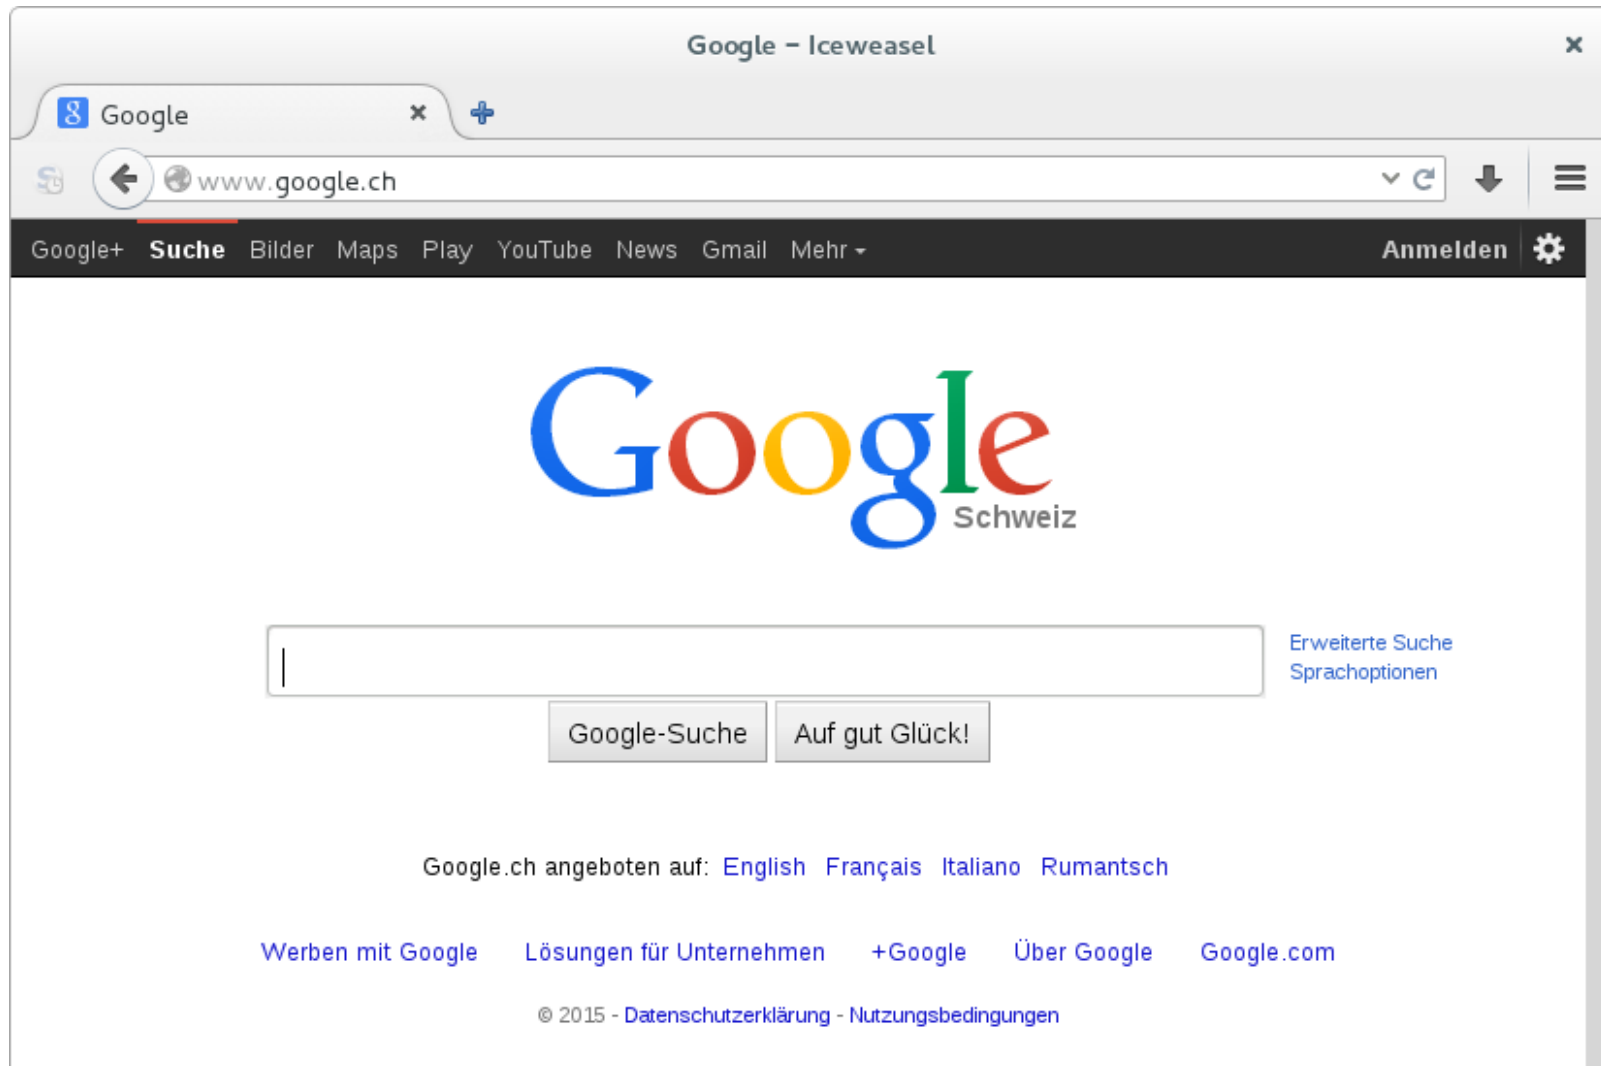 Google – Iceweasel
Google
www.google.ch
Google+ Suche Bilder Maps Play YouTube News Gmail Mehr Anmelden
Google
Schweiz
Erweiterte Suche
Sprachoptionen
Google-Suche Auf gut Glück!
Google.ch angeboten auf: English Français Italiano Rumantsch
Werben mit Google Lösungen für Unternehmen +Google Über Google Google.com
© 2015 - Datenschutzerklärung - Nutzungsbedingungen